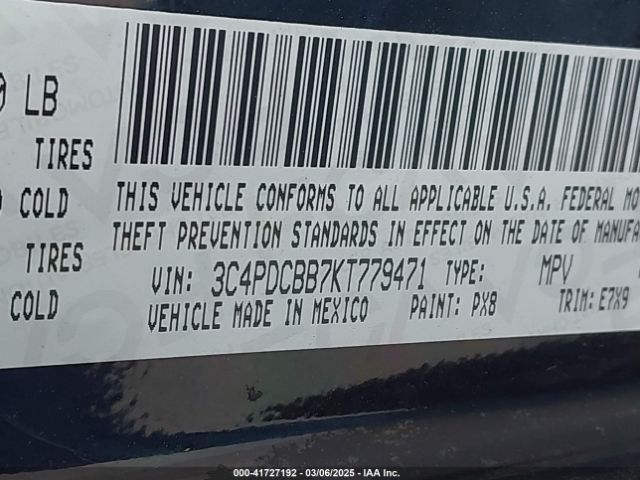 LB
TIRES
COLD
TIRES
COLD
THIS VEHICLE CONFORMS TO ALL APPLICABLE U.S.A. FEDERAL MO
THEFT PREVENTION STANDARDS IN EFFECT ON THE DATE OF MANUFA
VIN: 3C4PDCBB7KT779471 TYPE: MPV
VEHICLE MADE IN MEXICO PAINT: PX8 TRIM: E7X9
000-41727192 - 03/06/2025 - IAA Inc.